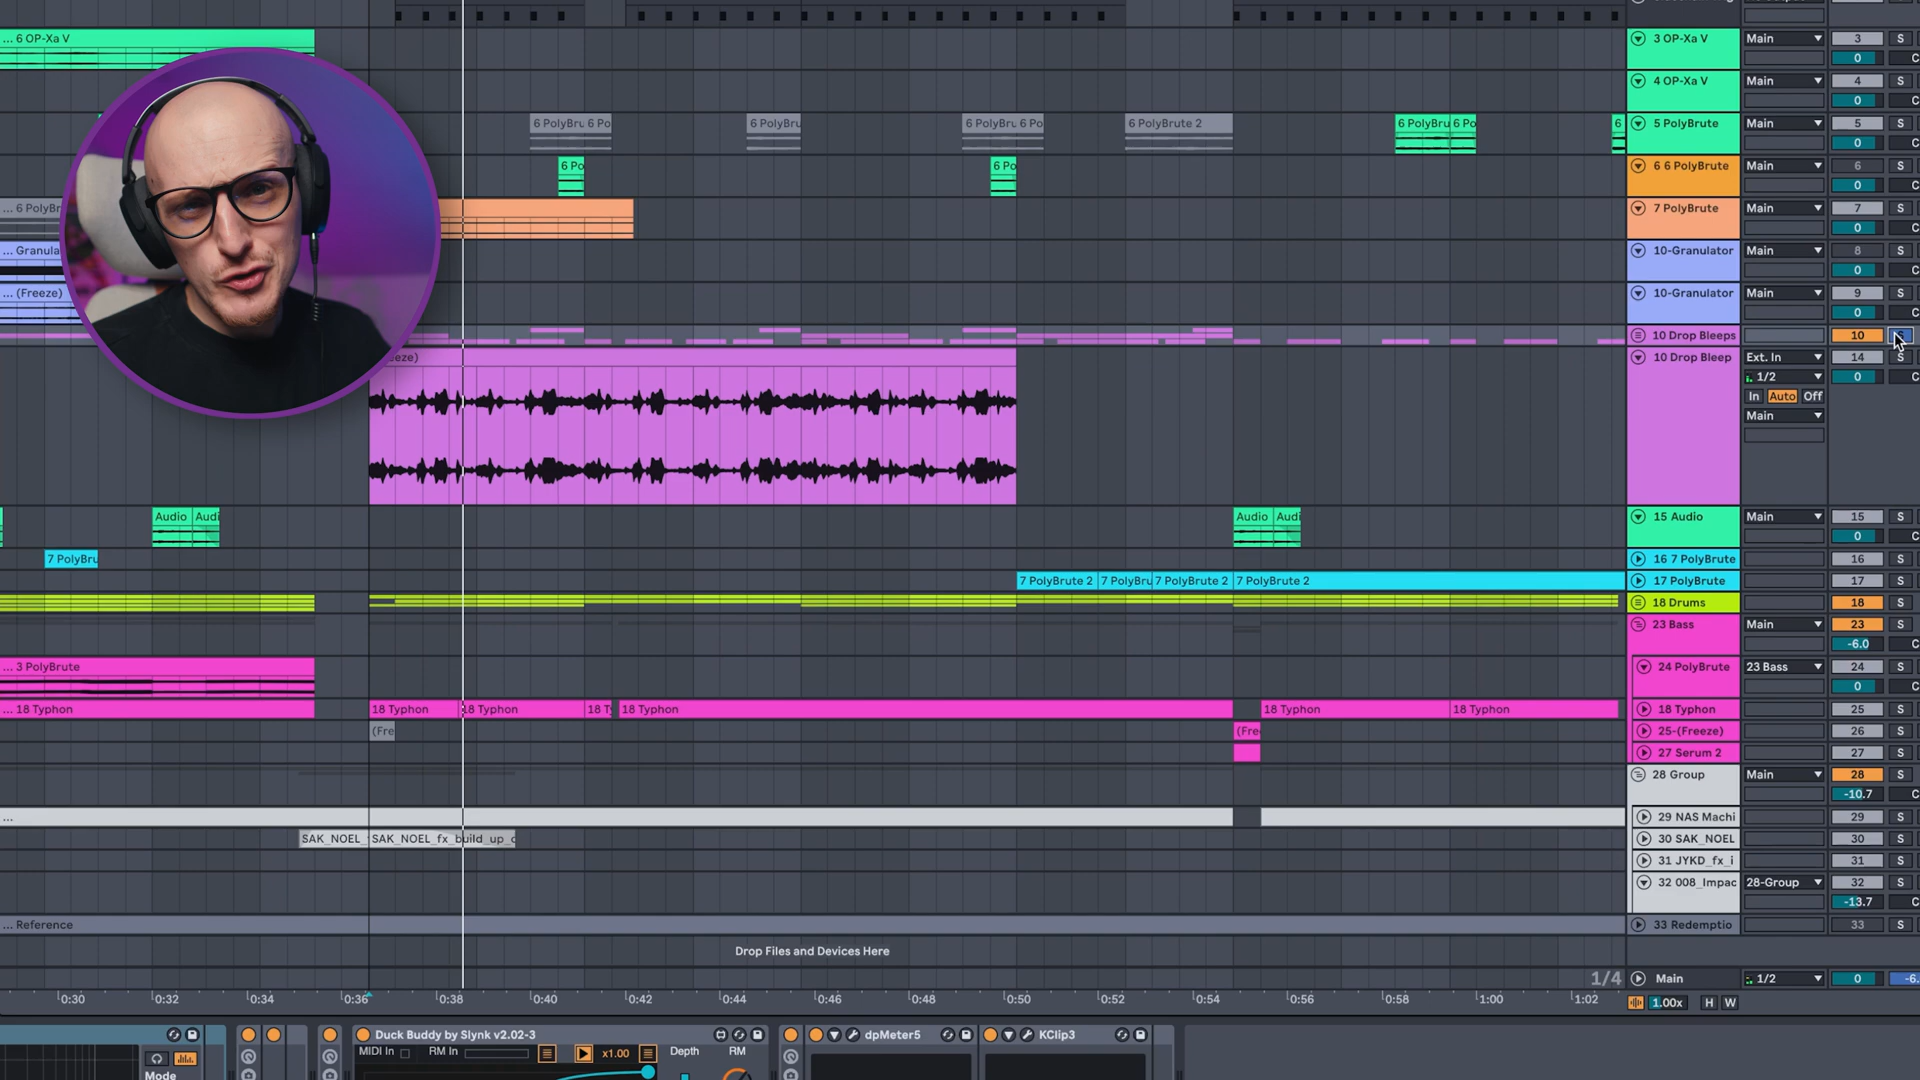 ... 6 OP-Xa V
3 OP-Xa V Main 3 S
0 C
4 OP-Xa V Main 4 S
0 C
6 PolyBru 6 Po 6 PolyBru 6 PolyBru 6 Po 6 PolyBrute 2 6 PolyBru 6 Po 6 5 PolyBrute Main 5 S
0 C
6 Po 6 Po 6 6 PolyBrute Main 6 S
0 C
... 6 PolyBr 7 PolyBrute Main 7 S
0 C
... Granula 10-Granulator Main 8 S
0 C
... (Freeze) 10-Granulator Main 9 S
0 C
10 Drop Bleeps 10
eeze) 10 Drop Bleep Ext. In 14 S
1/2 0 C
In Auto Off
Main
Audio Audi Audio Audi 15 Audio Main 15 S
0 C
7 PolyBru 16 7 PolyBrute 16 S
7 PolyBrute 2 7 PolyBru 7 PolyBrute 2 7 PolyBrute 2 17 PolyBrute 17 S
18 Drums 18 S
23 Bass Main 23 S
-6.0 C
... 3 PolyBrute 24 PolyBrute 23 Bass 24 S
0 C
... 18 Typhon 18 Typhon 18 Typhon 18 Ty 18 Typhon 18 Typhon 18 Typhon 18 Typhon 25 S
(Fre (Fre 25-(Freeze) 26 S
27 Serum 2 27 S
28 Group Main 28 S
-10.7 C
... 29 NAS Machi 29 S
SAK_NOEL_ SAK_NOEL_fx_build_up_c 30 SAK_NOEL 30 S
31 JYKD_fx_i 31 S
32 008_Impac 28-Group 32 S
-13.7 C
... Reference 33 Redemptio 33 S
Drop Files and Devices Here
1/4 Main 1/2 0 -6.
0:30 0:32 0:34 0:36 0:38 0:40 0:42 0:44 0:46 0:48 0:50 0:52 0:54 0:56 0:58 1:00 1:02 1.00x H W
Duck Buddy by Slynk v2.02-3 dpMeter5 KClip3
MIDI In RM In x1.00 Depth RM
Mode